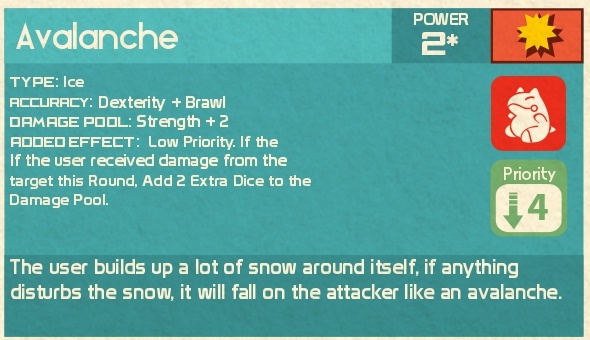 Avalanche
POWER
2*
TYPE: Ice
ACCURACY: Dexterity + Brawl
DAMAGE POOL: Strength + 2
ADDED EFFECT: Low Priority. If the
If the user received damage from the
target this Round, Add 2 Extra Dice to the
Damage Pool.
Priority
4
The user builds up a lot of snow around itself, if anything
disturbs the snow, it will fall on the attacker like an avalanche.